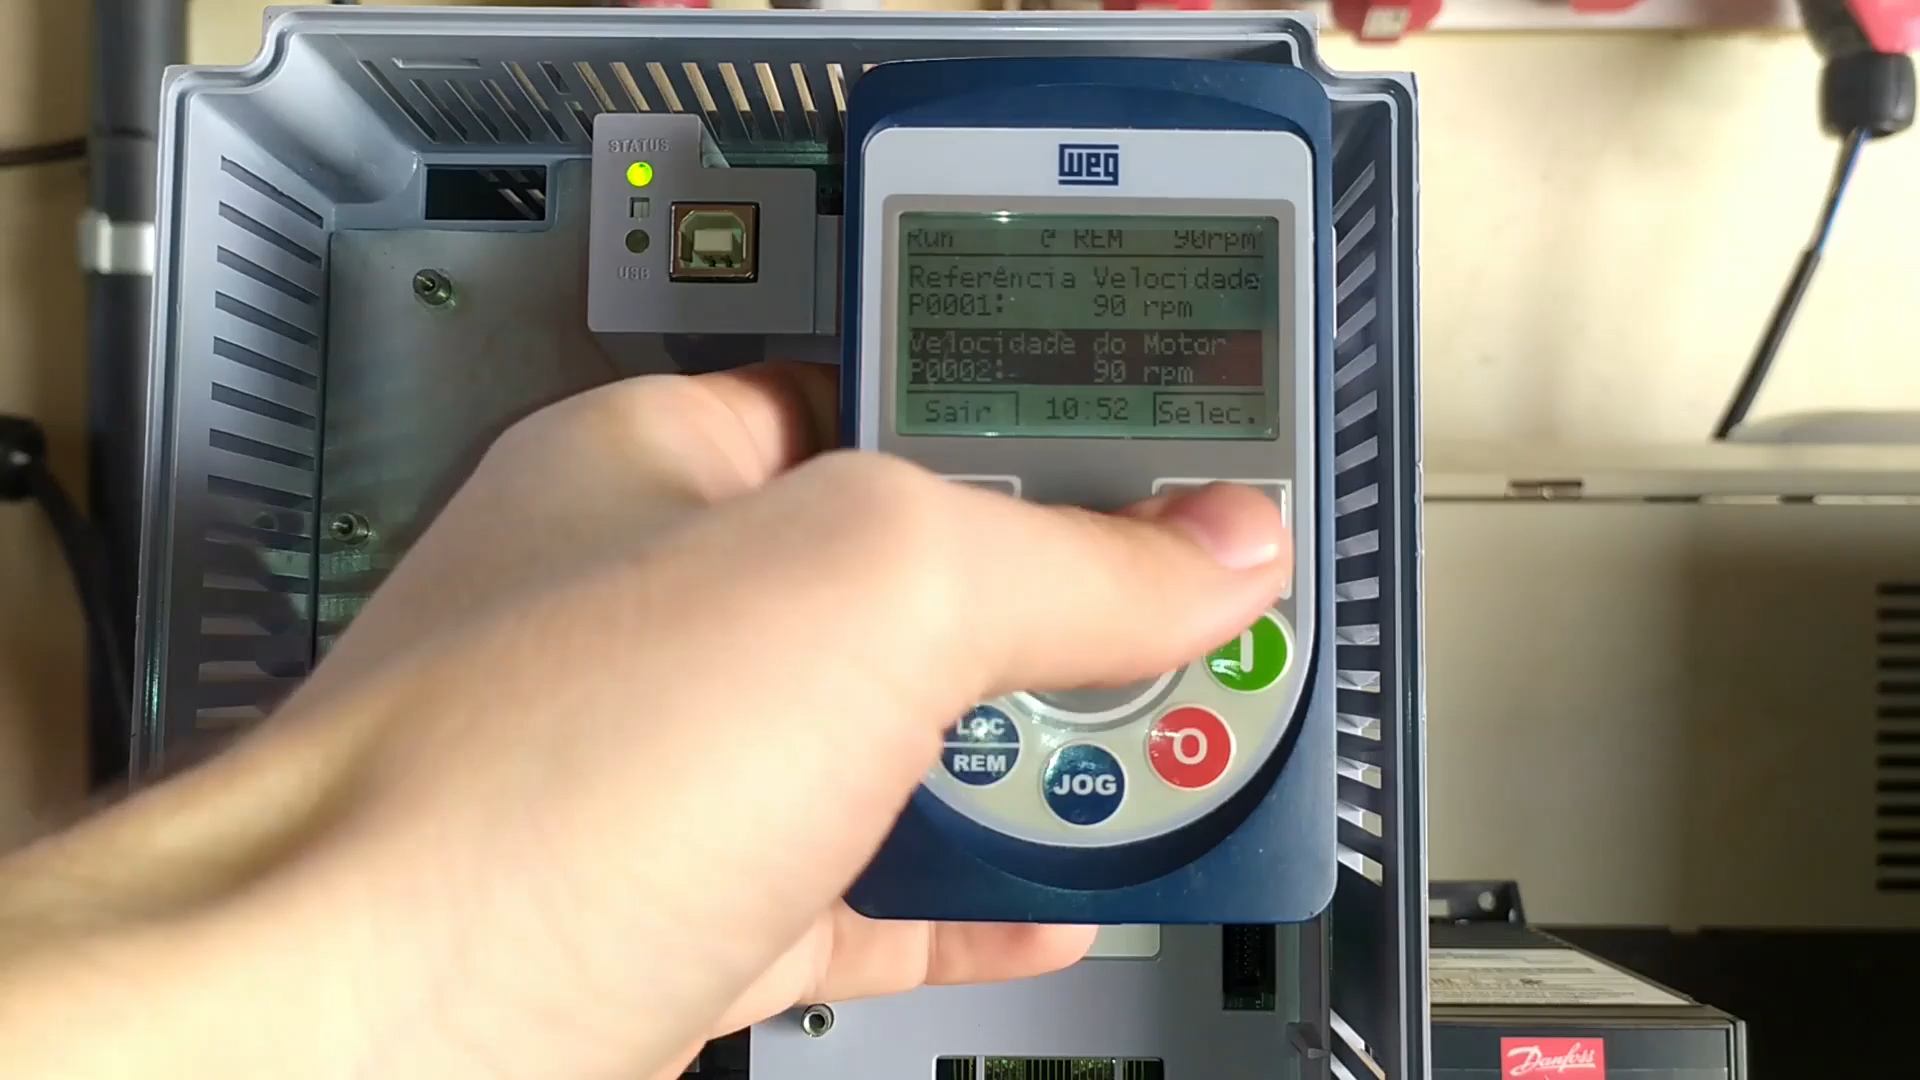 STATUS
USB
weg
Run REM 90rpm
Referência Velocidade
P0001: 90 rpm
Velocidade do Motor
P0002: 90 rpm
Sair 10:52 Selec.
I
LOC
REM
JOG
O
Danfoss